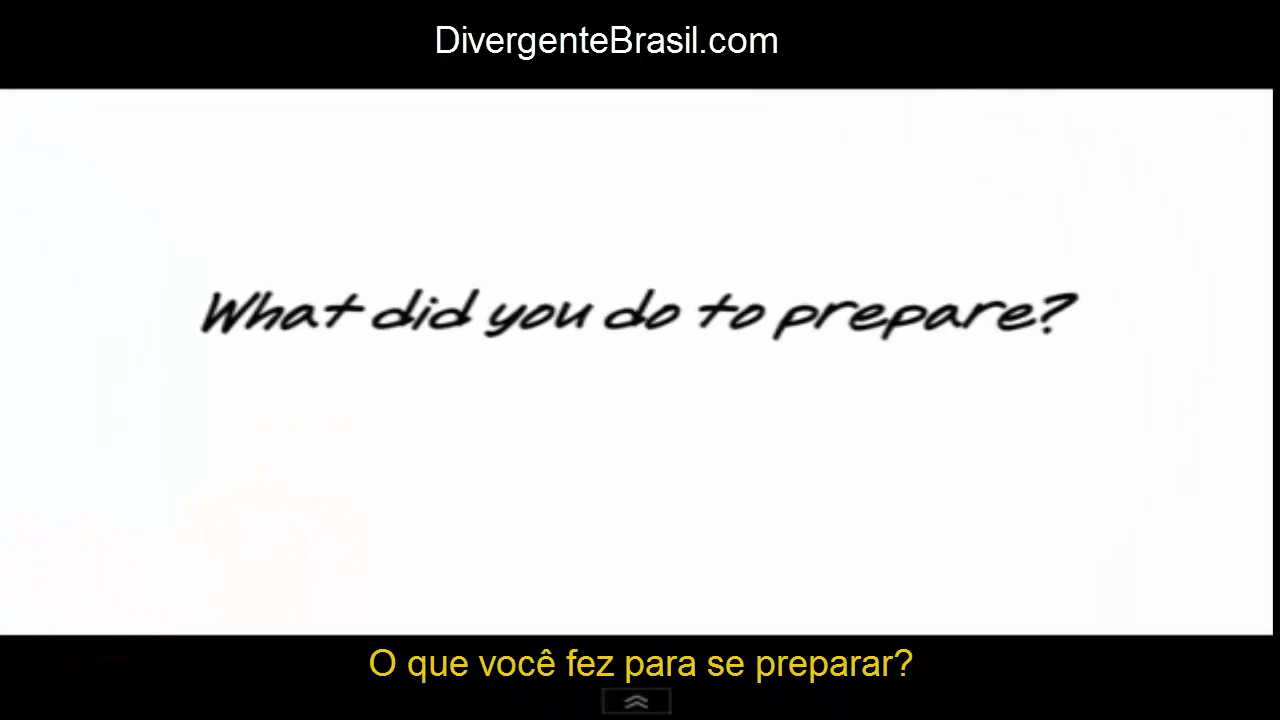 DivergenteBrasil.com
What did you do to prepare?
O que você fez para se preparar?